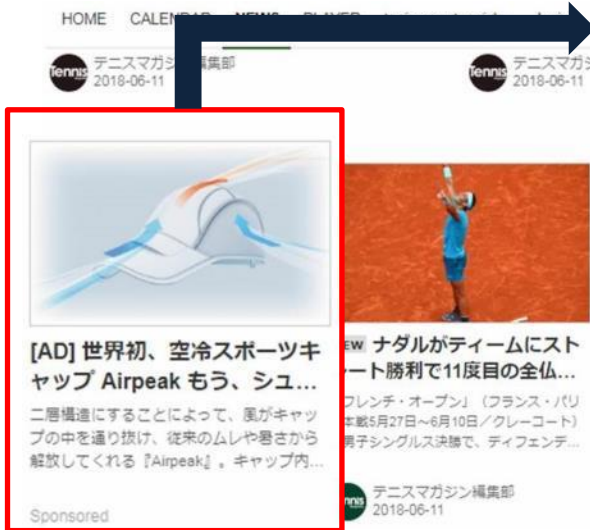 HOME CALENDAR NEWS
テニスマガジン編集部
2018-06-11
テニスマガジ
2018-06-11
[AD] 世界初、空冷スポーツキ
ャップ Airpeak もう、シュ...
二層構造にすることによって、風がキャッ
プの中を通り抜け、従来のムレや暑さから
解放してくれる『Airpeak』。キャップ内...
Sponsored
ナダルがティームにスト
ート勝利で11度目の全仏...
フレンチ・オープン」(フランス・パリ
本戦5月27日～6月10日／クレーコート)
男子シングルス決勝で、ディフェンデ...
テニスマガジン編集部
2018-06-11